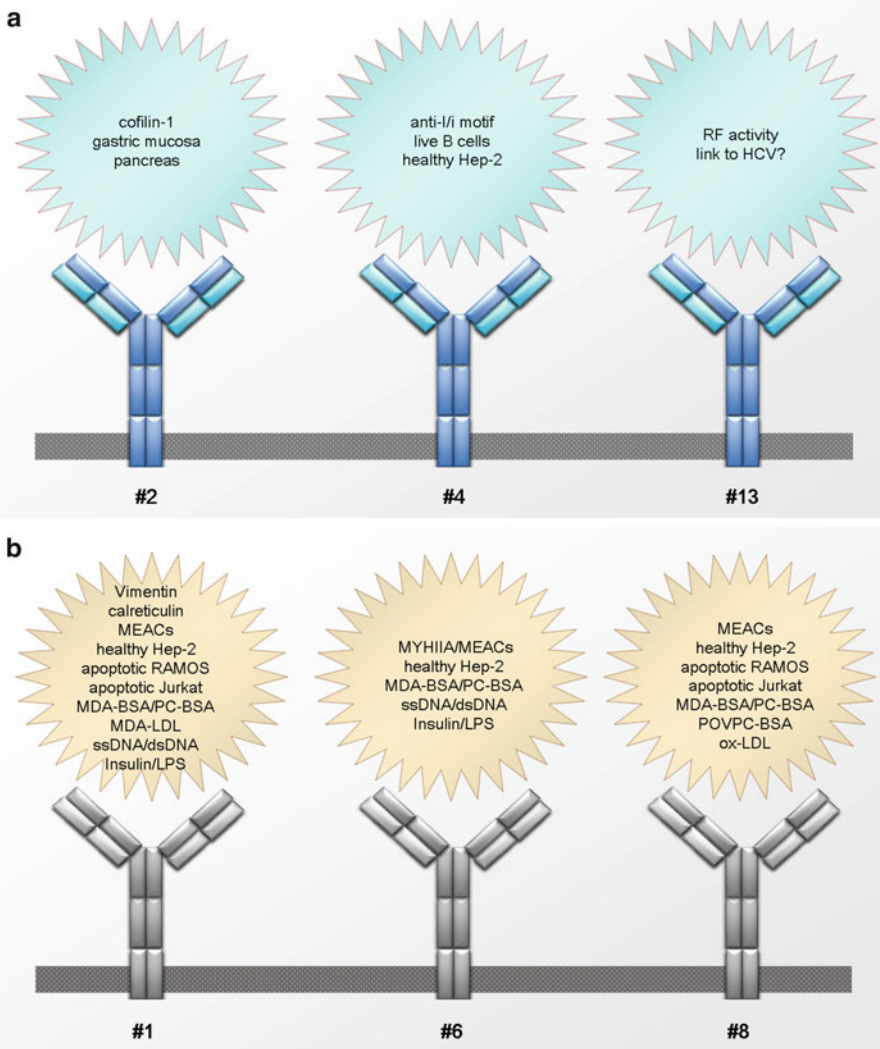 a
cofilin-1
gastric mucosa
pancreas
anti-I/i motif
live B cells
healthy Hep-2
RF activity
link to HCV?
#2
#4
#13
b
Vimentin
calreticulin
MEACs
healthy Hep-2
apoptotic RAMOS
apoptotic Jurkat
MDA-BSA/PC-BSA
MDA-LDL
ssDNA/dsDNA
Insulin/LPS
MYHIIA/MEACs
healthy Hep-2
MDA-BSA/PC-BSA
ssDNA/dsDNA
Insulin/LPS
MEACs
healthy Hep-2
apoptotic RAMOS
apoptotic Jurkat
MDA-BSA/PC-BSA
POVPC-BSA
ox-LDL
#1
#6
#8